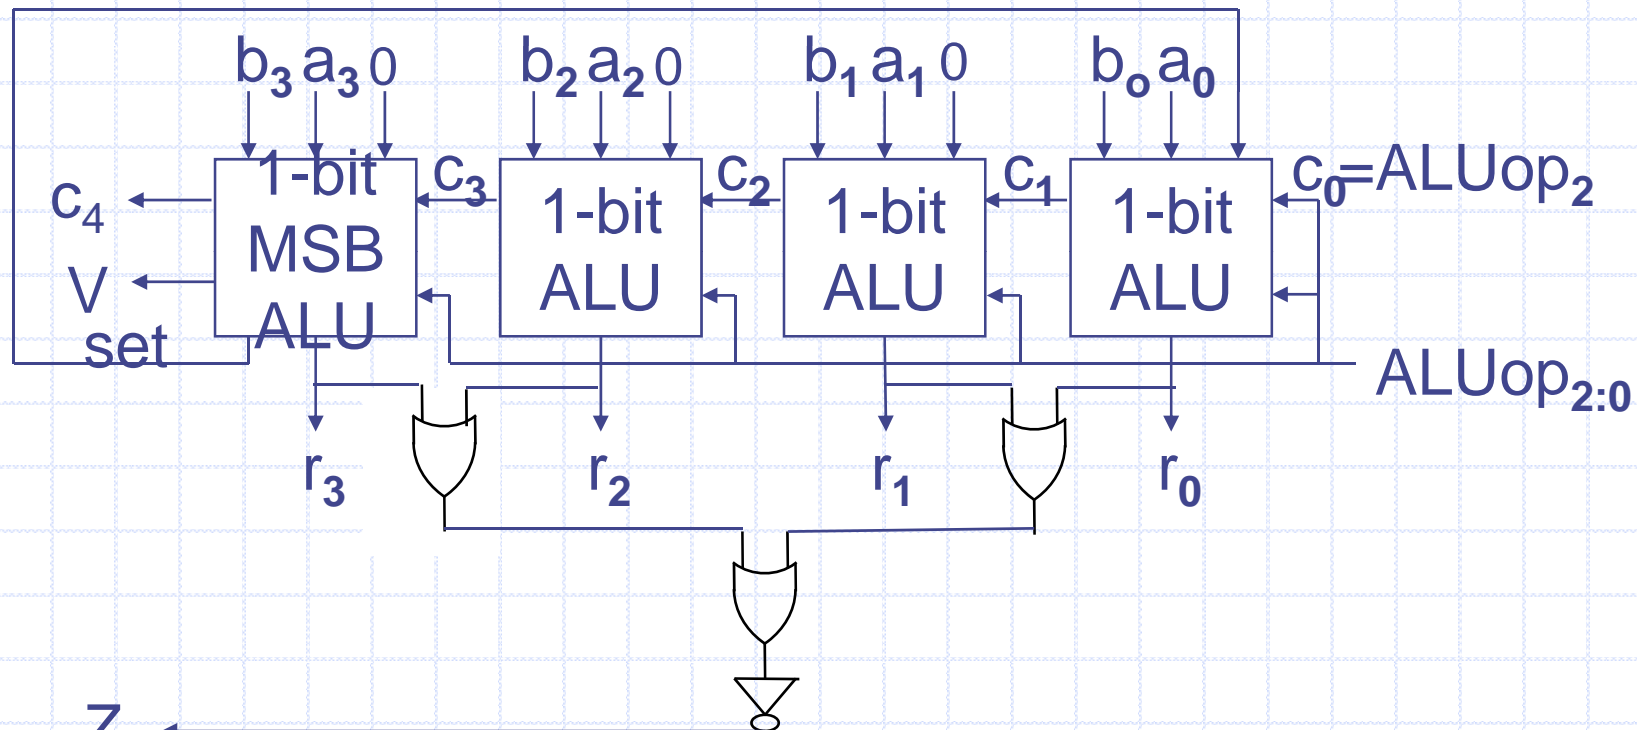 b3 a3 0 b2 a2 0 b1 a1 0 bo a0
c4 1-bit MSB ALU c3 1-bit ALU c2 1-bit ALU c1 1-bit ALU c0=ALUop2
V
set
ALUop2:0
r3 r2 r1 r0
Z